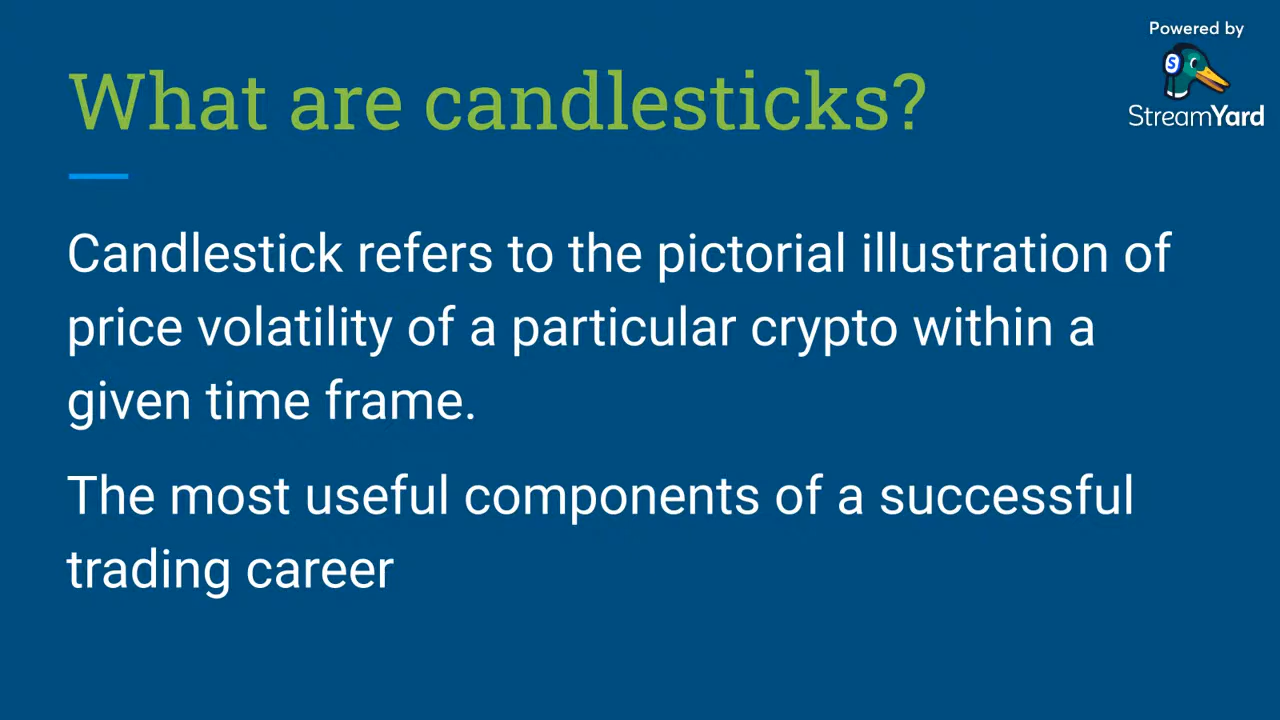 Powered by
StreamYard
What are candlesticks?
Candlestick refers to the pictorial illustration of
price volatility of a particular crypto within a
given time frame.
The most useful components of a successful
trading career